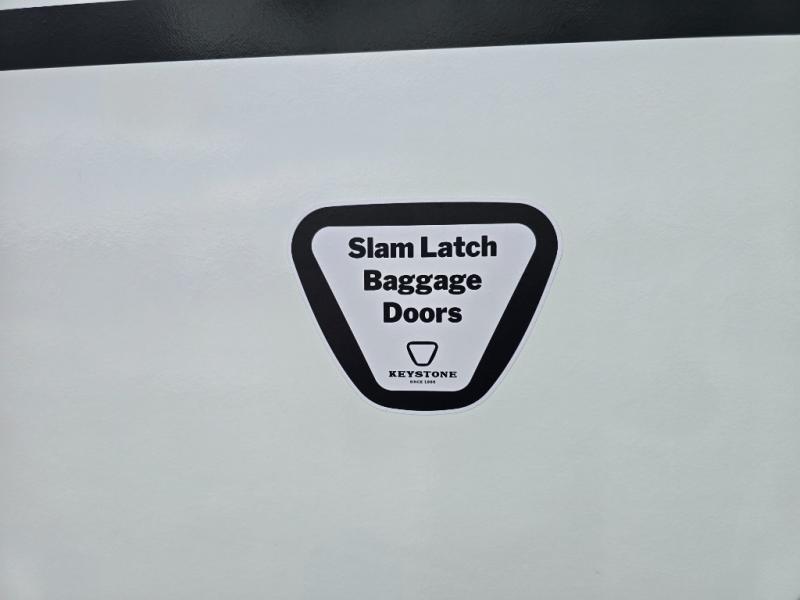 Slam Latch
Baggage
Doors
KEYSTONE
SINCE 1996